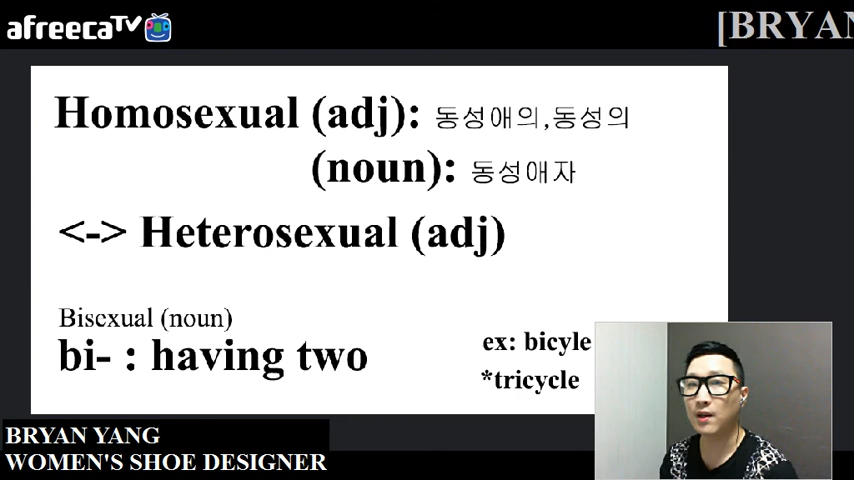 afreecaTV
[BRYAN
Homosexual (adj): 동성애의,동성의
(noun): 동성애자
<-> Heterosexual (adj)
Bisexual (noun)
bi- : having two
ex: bicyle
*tricycle
BRYAN YANG
WOMEN'S SHOE DESIGNER